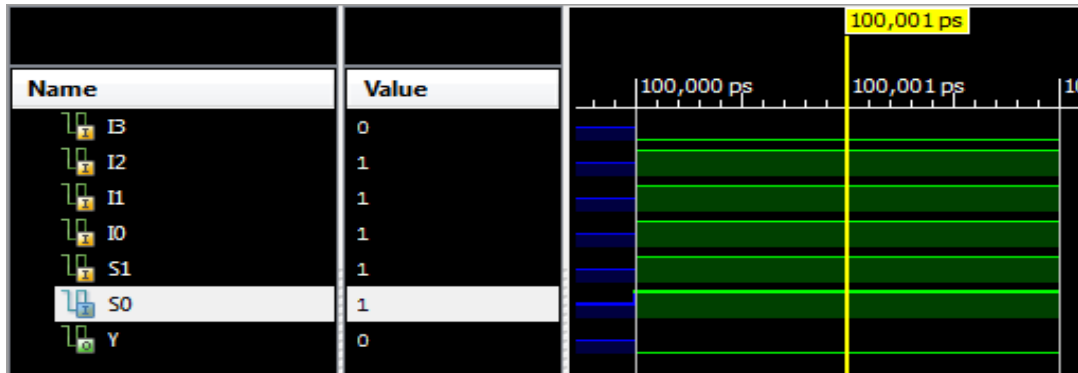 100,001 ps
Name Value 100,000 ps 100,001 ps 10
I3 0
I2 1
I1 1
I0 1
S1 1
S0 1
Y 0